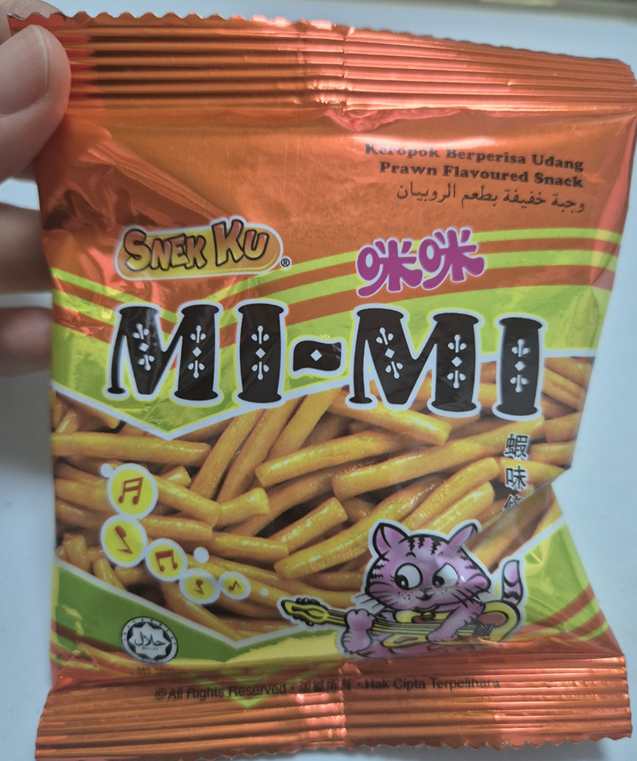 Keropok Berperisa Udang
Prawn Flavoured Snack
وجبة خفيفة بطعم الروبيان
SNEK KU
®
咪咪
MI-MI
蝦味
حلال
©All Rights Reserved • • Hak Cipta Terpelihara